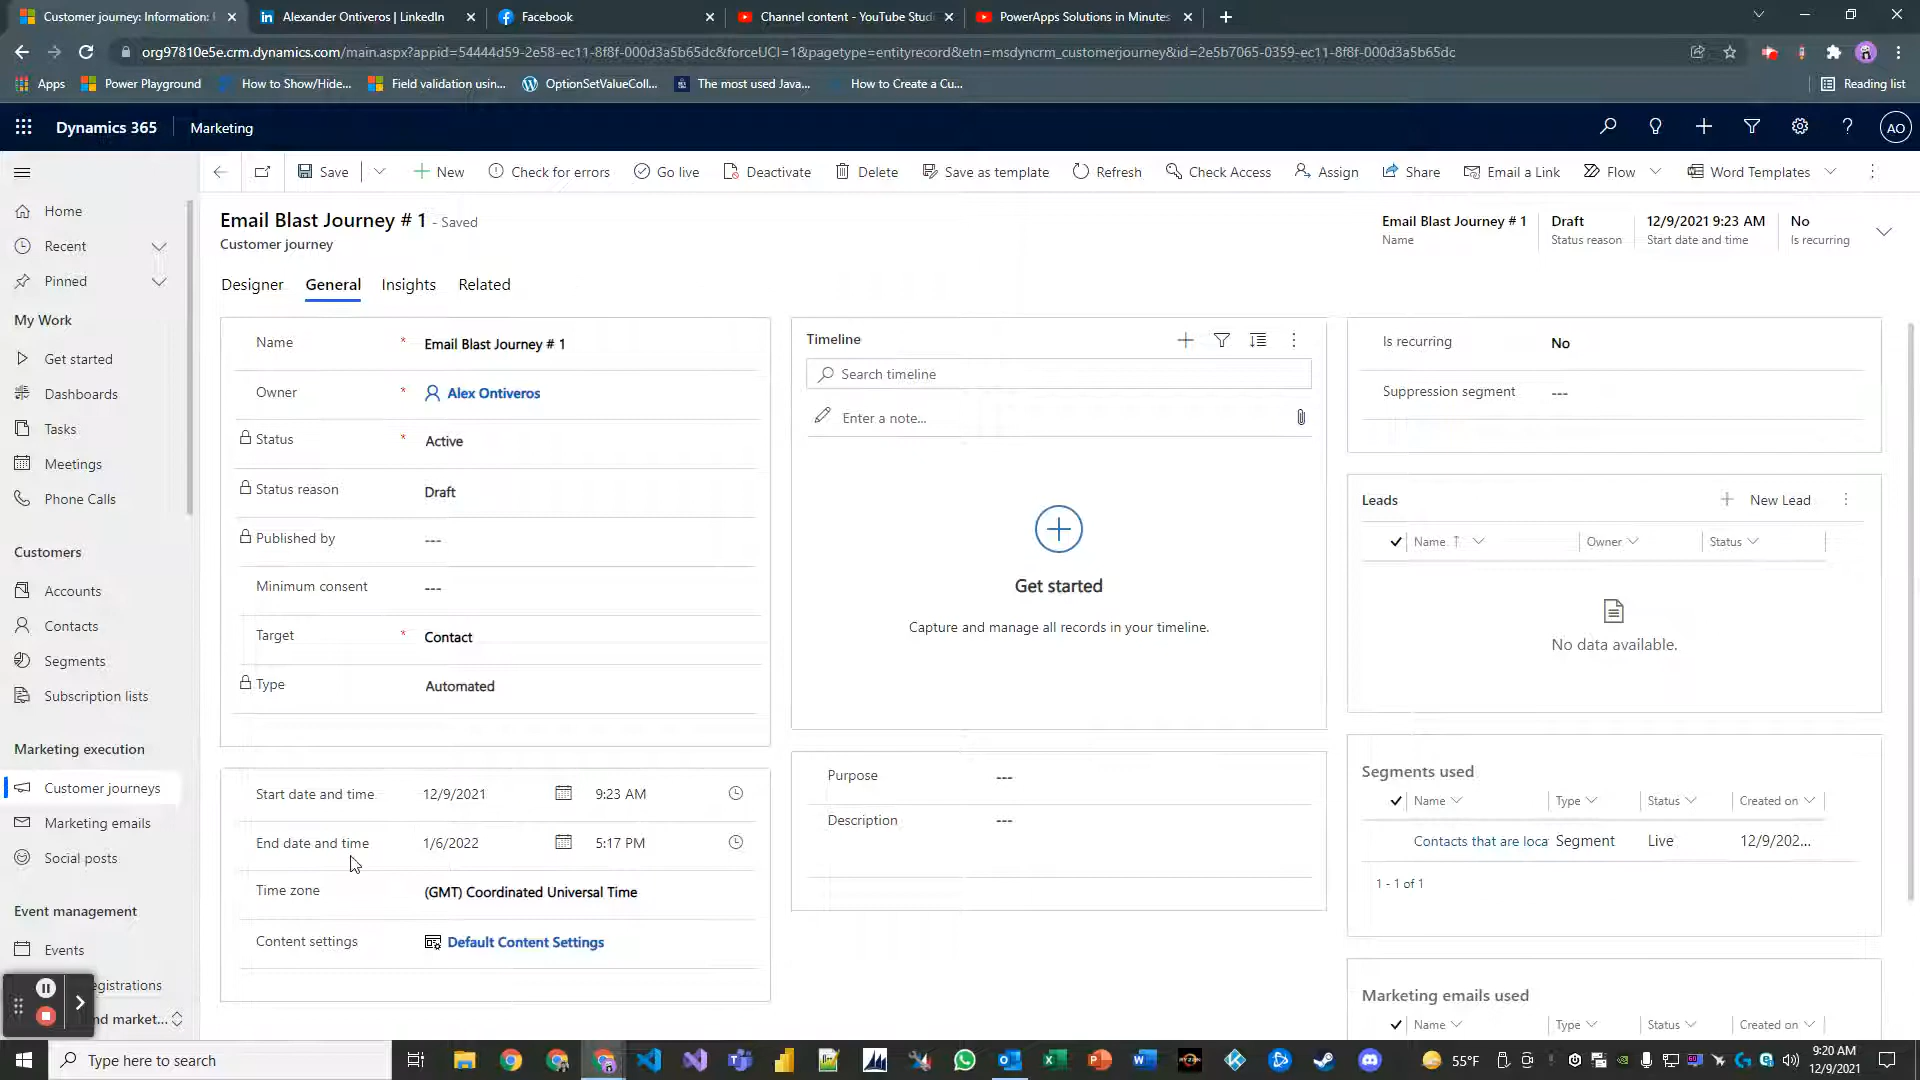 Customer journey: Information:
Alexander Ontiveros | LinkedIn
Facebook
Channel content - YouTube Studi
PowerApps Solutions in Minutes
org97810e5e.crm.dynamics.com/main.aspx?appid=54444d59-2e58-ec11-8f8f-000d3a5b65dc&forceUCI=1&pagetype=entityrecord&etn=msdyncrm_customerjourney&id=2e5b7065-0359-ec11-8f8f-000d3a5b65dc
Apps
Power Playground
How to Show/Hide...
Field validation usin...
OptionSetValueColl...
The most used Java...
How to Create a Cu...
Reading list
Dynamics 365
Marketing
AO
Save
New
Check for errors
Go live
Deactivate
Delete
Save as template
Refresh
Check Access
Assign
Share
Email a Link
Flow
Word Templates
Home
Recent
Pinned
My Work
Get started
Dashboards
Tasks
Meetings
Phone Calls
Customers
Accounts
Contacts
Segments
Subscription lists
Marketing execution
Customer journeys
Marketing emails
Social posts
Event management
Events
egistrations
nd market...
Email Blast Journey # 1 - Saved
Customer journey
Email Blast Journey # 1
Name
Draft
Status reason
12/9/2021 9:23 AM
Start date and time
No
Is recurring
Designer
General
Insights
Related
Name * Email Blast Journey # 1
Owner * Alex Ontiveros
Status * Active
Status reason Draft
Published by ---
Minimum consent ---
Target * Contact
Type Automated
Start date and time 12/9/2021 9:23 AM
End date and time 1/6/2022 5:17 PM
Time zone (GMT) Coordinated Universal Time
Content settings Default Content Settings
Timeline
Search timeline
Enter a note...
Get started
Capture and manage all records in your timeline.
Purpose ---
Description ---
Is recurring No
Suppression segment ---
Leads
New Lead
Name ↑ Owner Status
No data available.
Segments used
Name Type Status Created on
Contacts that are loca Segment Live 12/9/202...
1 - 1 of 1
Marketing emails used
Name Type Status Created on
Type here to search
55°F
9:20 AM
12/9/2021